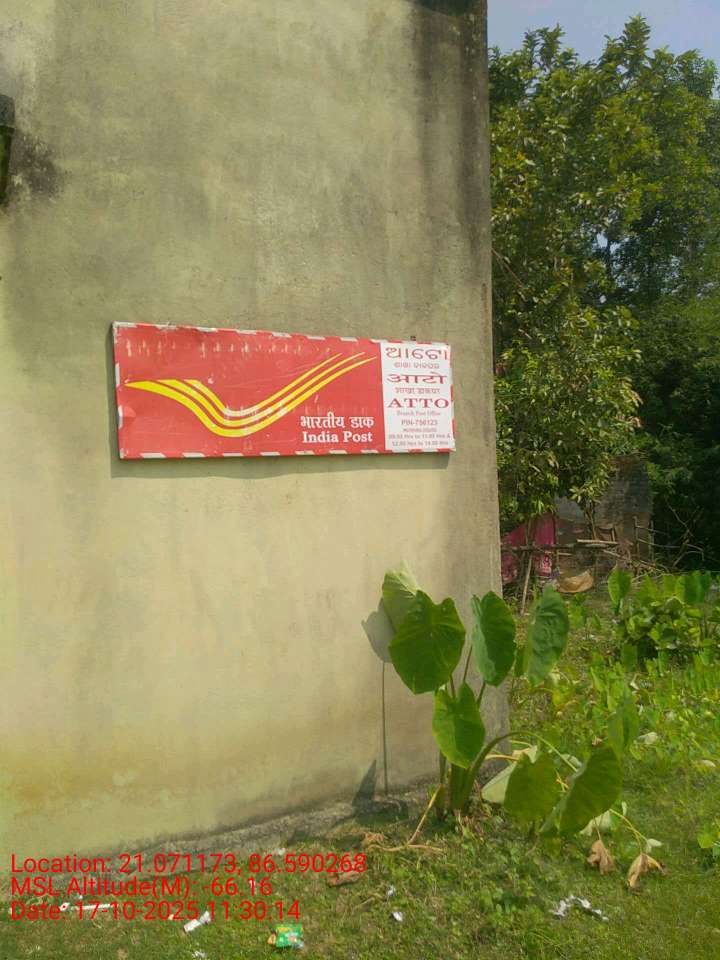 भारतीय डाक
India Post
ଆଟୋ
ଶାଖା ଡାକଘର
आटो
शाखा डाकघर
ATTO
Branch Post Office
PIN-756123
Location: 21.071173, 86.590268
MSL Altitude(M): -66.16
Date: 17-10-2025 11:30:14